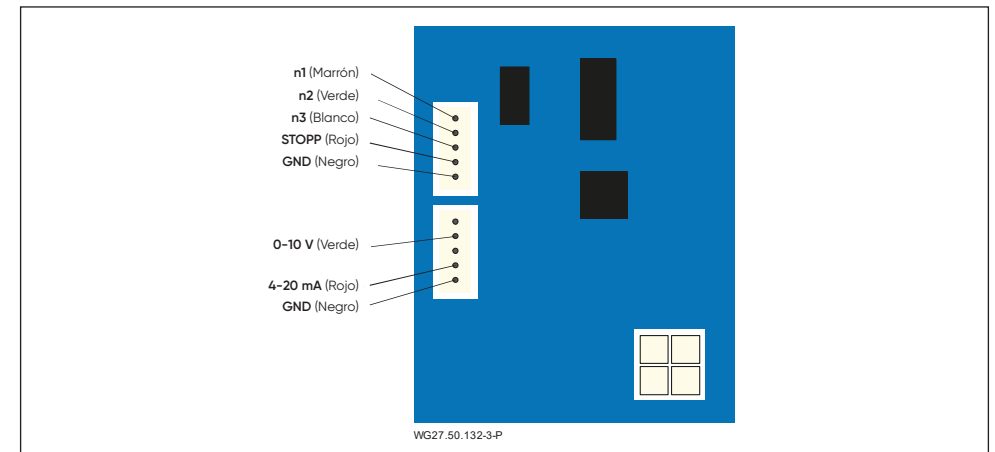 n1 (Marrón)
n2 (Verde)
n3 (Blanco)
STOPP (Rojo)
GND (Negro)
0-10 V (Verde)
4-20 mA (Rojo)
GND (Negro)
WG27.50.132-3-P